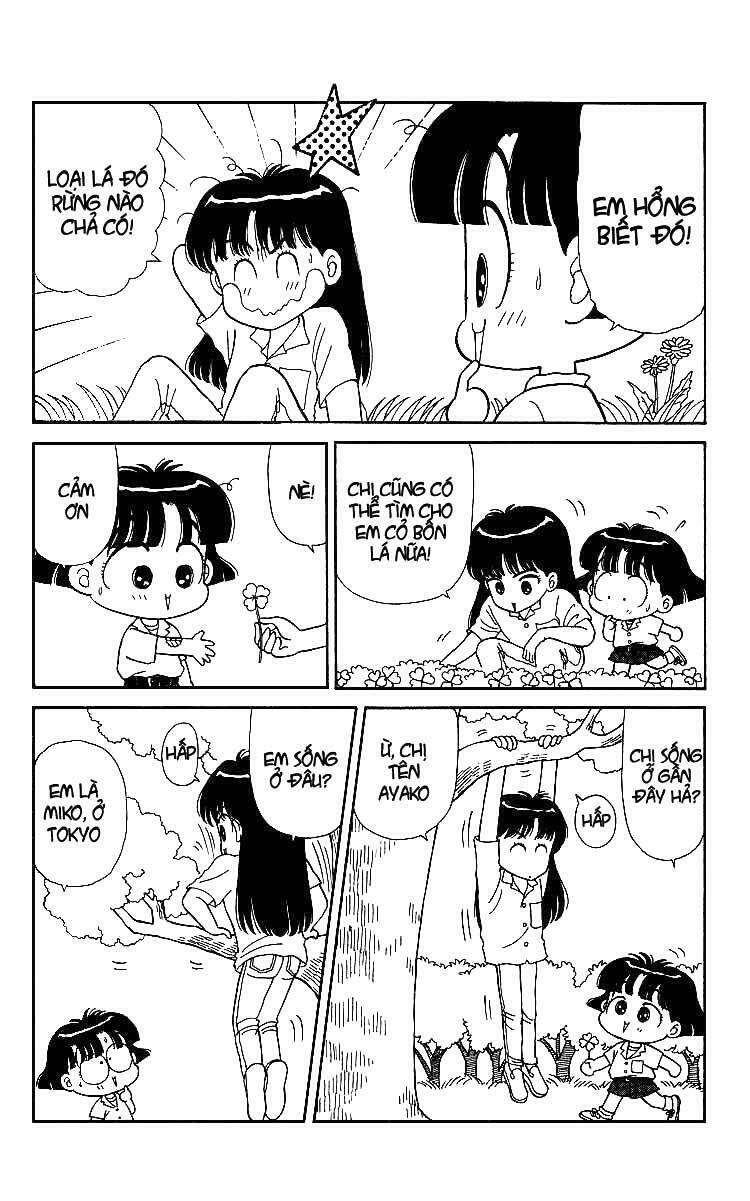 EM HỔNG
BIẾT ĐÓ!
LOẠI LÁ ĐÓ
RỪNG NÀO
CHẢ CÓ!
CHỊ CŨNG CÓ
THỂ TÌM CHO
EM CỎ BỐN
LÁ NỮA!
NÈ!
CẢM
ƠN
CHỊ SỐNG
Ở GẦN
ĐÂY HẢ?
HẤP
Ừ, CHỊ
TÊN
AYAKO
EM SỐNG
Ở ĐÂU?
HẤP
EM LÀ
MIKO, Ở
TOKYO